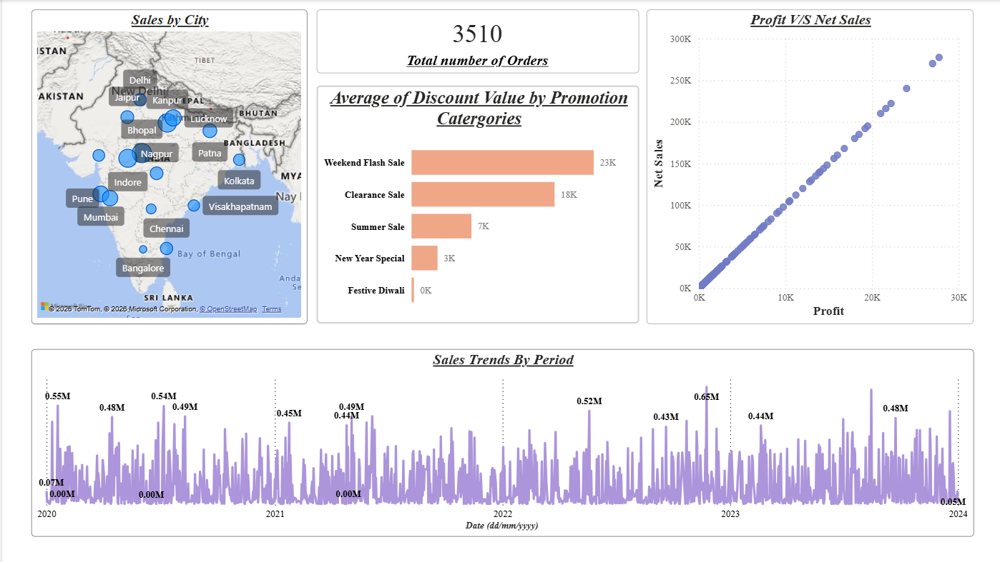 Sales by City
ISTAN
TIBET
Delhi
New Delhi
AKISTAN
Jaipur
Kanpur
EPAL
BHUTAN
Lucknow
Bhopal
BANGLADESH
Nagpur
Patna
INDIA
MYA
Kolkata
Indore
Nay
Pune
Visakhapatnam
Mumbai
Chennai
Bay of Bengal
Bangalore
Anda
Se
SRI LANKA
© 2026 TomTom, © 2026 Microsoft Corporation, © OpenStreetMap Terms
3510
Total number of Orders
Average of Discount Value by Promotion
Catergories
Weekend Flash Sale 23K
Clearance Sale 18K
Summer Sale 7K
New Year Special 3K
Festive Diwali 0K
Profit V/S Net Sales
300K
250K
200K
150K
100K
50K
0K
Net Sales
0K 10K 20K 30K
Profit
Sales Trends By Period
0.65M
0.55M 0.54M
0.52M
0.48M 0.49M 0.49M 0.48M
0.45M 0.44M 0.43M 0.44M
0.07M
0.00M 0.00M 0.00M
0.05M
2020 2021 2022 2023 2024
Date (dd/mm/yyyy)